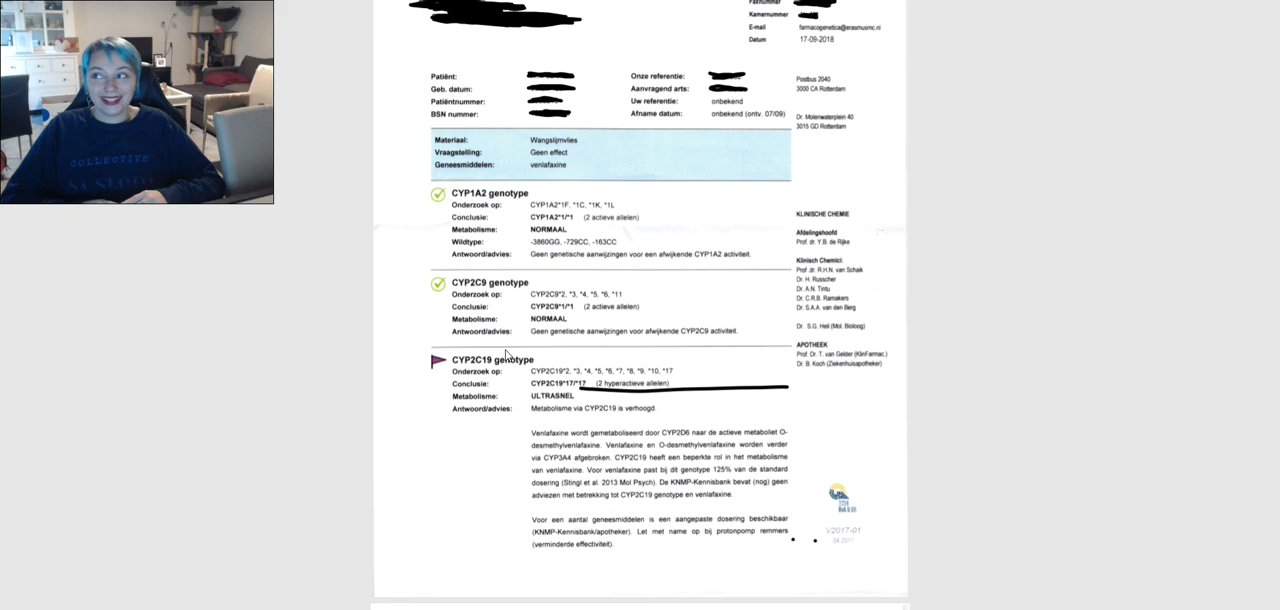 COLLECTIVE
Faxnummer
Kamernummer
E-mail farmacogenetica@erasmusmc.nl
Datum 17-09-2018
Patiënt: Onze referentie:
Geb. datum: Aanvragend arts:
Patiëntnummer: Uw referentie: onbekend
BSN nummer: Afname datum: onbekend (ontv. 07/09)
Postbus 2040
3000 CA Rotterdam
Dr. Molewaterplein 40
3015 GD Rotterdam
Materiaal: Wangslijmvlies
Vraagstelling: Geen effect
Geneesmiddelen: venlafaxine
CYP1A2 genotype
Onderzoek op: CYP1A2*1F, *1C, *1K, *1L
Conclusie: CYP1A2*1/*1 (2 actieve allelen)
Metabolisme: NORMAAL
Wildtype: -3860GG, -729CC, -163CC
Antwoord/advies: Geen genetische aanwijzingen voor een afwijkende CYP1A2 activiteit.
CYP2C9 genotype
Onderzoek op: CYP2C9*2, *3, *4, *5, *6, *11
Conclusie: CYP2C9*1/*1 (2 actieve allelen)
Metabolisme: NORMAAL
Antwoord/advies: Geen genetische aanwijzingen voor afwijkende CYP2C9 activiteit.
CYP2C19 genotype
Onderzoek op: CYP2C19*2, *3, *4, *5, *6, *7, *8, *9, *10, *17
Conclusie: CYP2C19*17/*17 (2 hyperactieve allelen)
Metabolisme: ULTRASNEL
Antwoord/advies: Metabolisme via CYP2C19 is verhoogd.
Venlafaxine wordt gemetaboliseerd door CYP2D6 naar de actieve metaboliet O-
desmethylvenlafaxine. Venlafaxine en O-desmethylvenlafaxine worden verder
via CYP3A4 afgebroken. CYP2C19 heeft een beperkte rol in het metabolisme
van venlafaxine. Voor venlafaxine past bij dit genotype 125% van de standard
dosering (Stingl et al. 2013 Mol Psych). De KNMP-Kennisbank bevat (nog) geen
adviezen met betrekking tot CYP2C19 genotype en venlafaxine.
Voor een aantal geneesmiddelen is een aangepaste dosering beschikbaar
(KNMP-Kennisbank/apotheker). Let met name op bij protonpomp remmers
(verminderde effectiviteit).
KLINISCHE CHEMIE
Afdelingshoofd
Prof. dr. Y.B. de Rijke
Klinisch Chemici:
Prof .dr. R.H.N. van Schaik
Dr. H. Russcher
Dr. A.N. Tintu
Dr. C.R.B. Ramakers
Dr. S.A.A. van den Berg
Dr. S.G. Heil (Mol. Bioloog)
APOTHEEK
Prof. Dr. T. van Gelder (KlinFarmac.)
Dr. B. Koch (Ziekenhuisapotheker)
V2017-01
04-2017